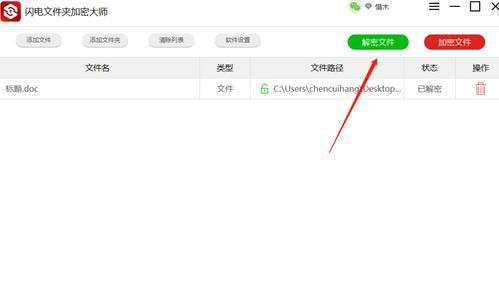 闪电文件夹加密大师 惜木
添加文件 添加文件夹 清除列表 软件设置 解密文件 加密文件
文件名 类型 文件路径 状态 操作
标题.doc 文件 C:\Users\chencuihang\Desktop... 已解密